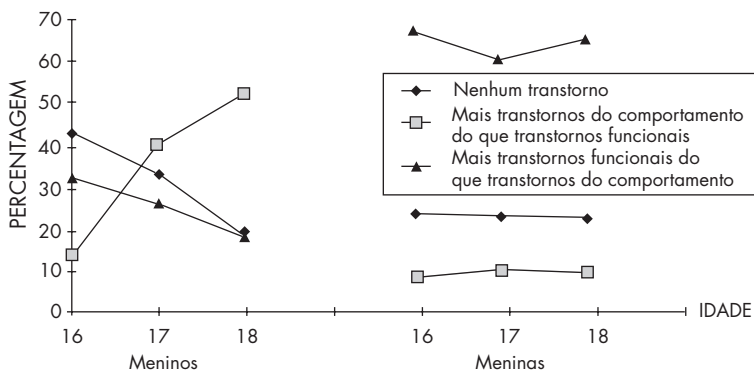 70
60
50
40
30
20
10
0
PERCENTAGEM
Nenhum transtorno
Mais transtornos do comportamento
do que transtornos funcionais
Mais transtornos funcionais do
que transtornos do comportamento
IDADE
16 17 18 16 17 18
Meninos Meninas